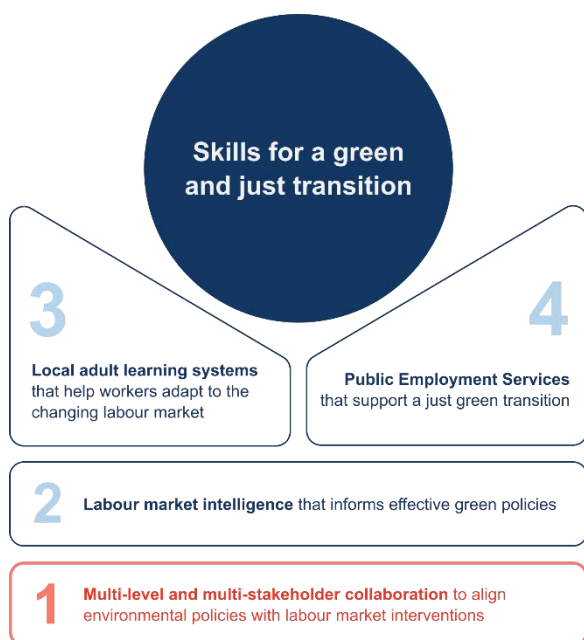 Skills for a green
and just transition
3
Local adult learning systems
that help workers adapt to the
changing labour market
4
Public Employment Services
that support a just green transition
2
Labour market intelligence that informs effective green policies
1
Multi-level and multi-stakeholder collaboration to align
environmental policies with labour market interventions